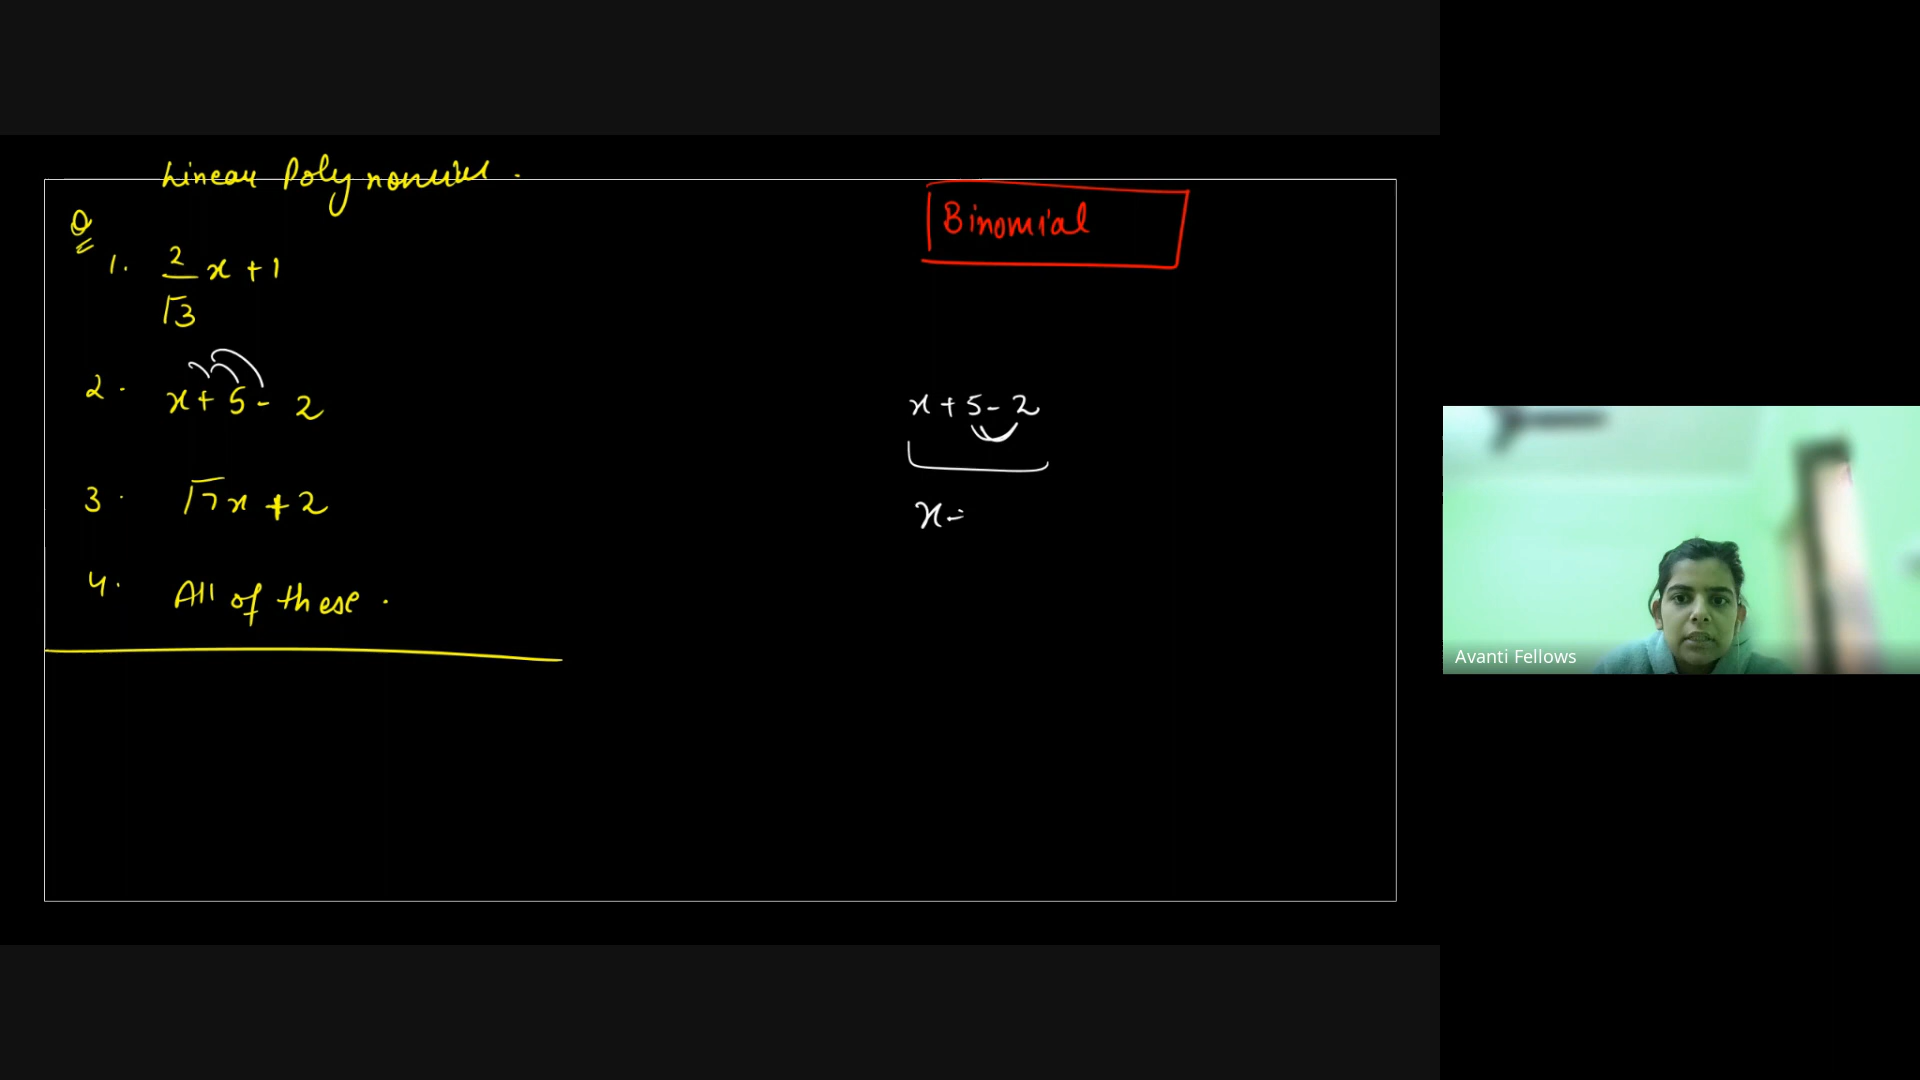 Linear Polynomial.
Q
1. 2/√3 x + 1
2. x + 5 - 2
3. √7x + 2
4. All of these.
Binomial
x + 5 - 2
x -
Avanti Fellows